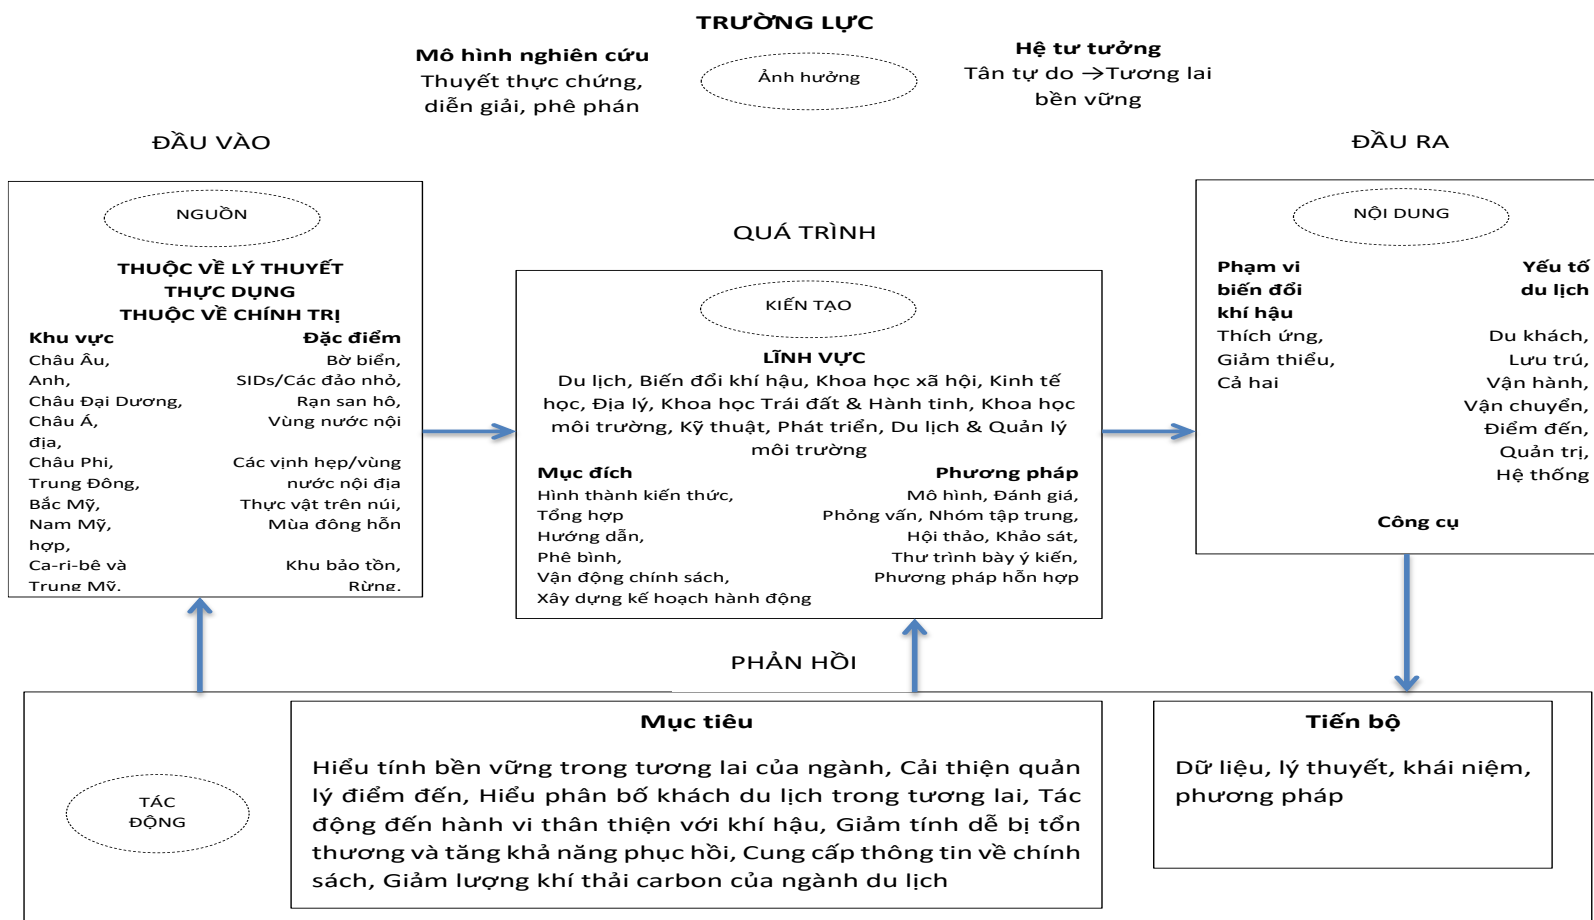 TRƯỜNG LỰC
Mô hình nghiên cứu
Thuyết thực chứng,
diễn giải, phê phán
Ảnh hưởng
Hệ tư tưởng
Tân tự do →Tương lai
bền vững
ĐẦU VÀO
NGUỒN
THUỘC VỀ LÝ THUYẾT
THỰC DỤNG
THUỘC VỀ CHÍNH TRỊ
Khu vực Đặc điểm
Châu Âu, Bờ biển,
Anh, SIDs/Các đảo nhỏ,
Châu Đại Dương, Rạn san hô,
Châu Á, Vùng nước nội
địa,
Châu Phi, Các vịnh hẹp/vùng
Trung Đông, nước nội địa
Bắc Mỹ, Thực vật trên núi,
Nam Mỹ, Mùa đông hỗn
hợp,
Ca-ri-bê và Khu bảo tồn,
Trung Mỹ. Rừng.
QUÁ TRÌNH
KIẾN TẠO
LĨNH VỰC
Du lịch, Biến đổi khí hậu, Khoa học xã hội, Kinh tế
học, Địa lý, Khoa học Trái đất & Hành tinh, Khoa học
môi trường, Kỹ thuật, Phát triển, Du lịch & Quản lý
môi trường
Mục đích Phương pháp
Hình thành kiến thức, Mô hình, Đánh giá,
Tổng hợp Phỏng vấn, Nhóm tập trung,
Hướng dẫn, Hội thảo, Khảo sát,
Phê bình, Thư trình bày ý kiến,
Vận động chính sách, Phương pháp hỗn hợp
Xây dựng kế hoạch hành động
ĐẦU RA
NỘI DUNG
Phạm vi Yếu tố
biến đổi du lịch
khí hậu
Thích ứng, Du khách,
Giảm thiểu, Lưu trú,
Cả hai Vận hành,
Vận chuyển,
Điểm đến,
Quản trị,
Hệ thống
Công cụ
PHẢN HỒI
TÁC
ĐỘNG
Mục tiêu
Hiểu tính bền vững trong tương lai của ngành, Cải thiện quản
lý điểm đến, Hiểu phân bố khách du lịch trong tương lai, Tác
động đến hành vi thân thiện với khí hậu, Giảm tính dễ bị tổn
thương và tăng khả năng phục hồi, Cung cấp thông tin về chính
sách, Giảm lượng khí thải carbon của ngành du lịch
Tiến bộ
Dữ liệu, lý thuyết, khái niệm,
phương pháp